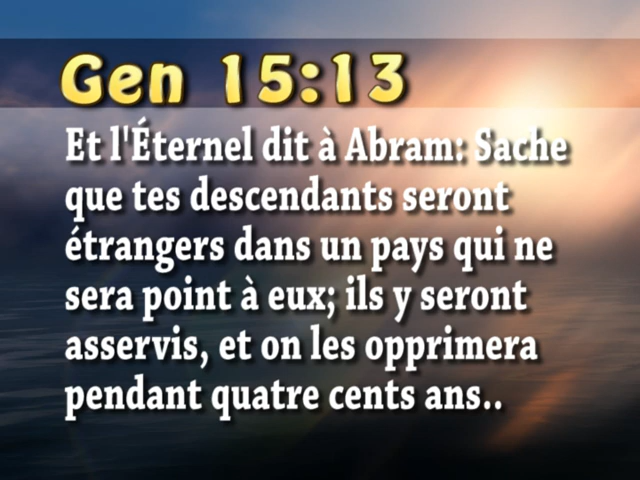 Gen 15:13
Et l'Éternel dit à Abram: Sache
que tes descendants seront
étrangers dans un pays qui ne
sera point à eux; ils y seront
asservis, et on les opprimera
pendant quatre cents ans..